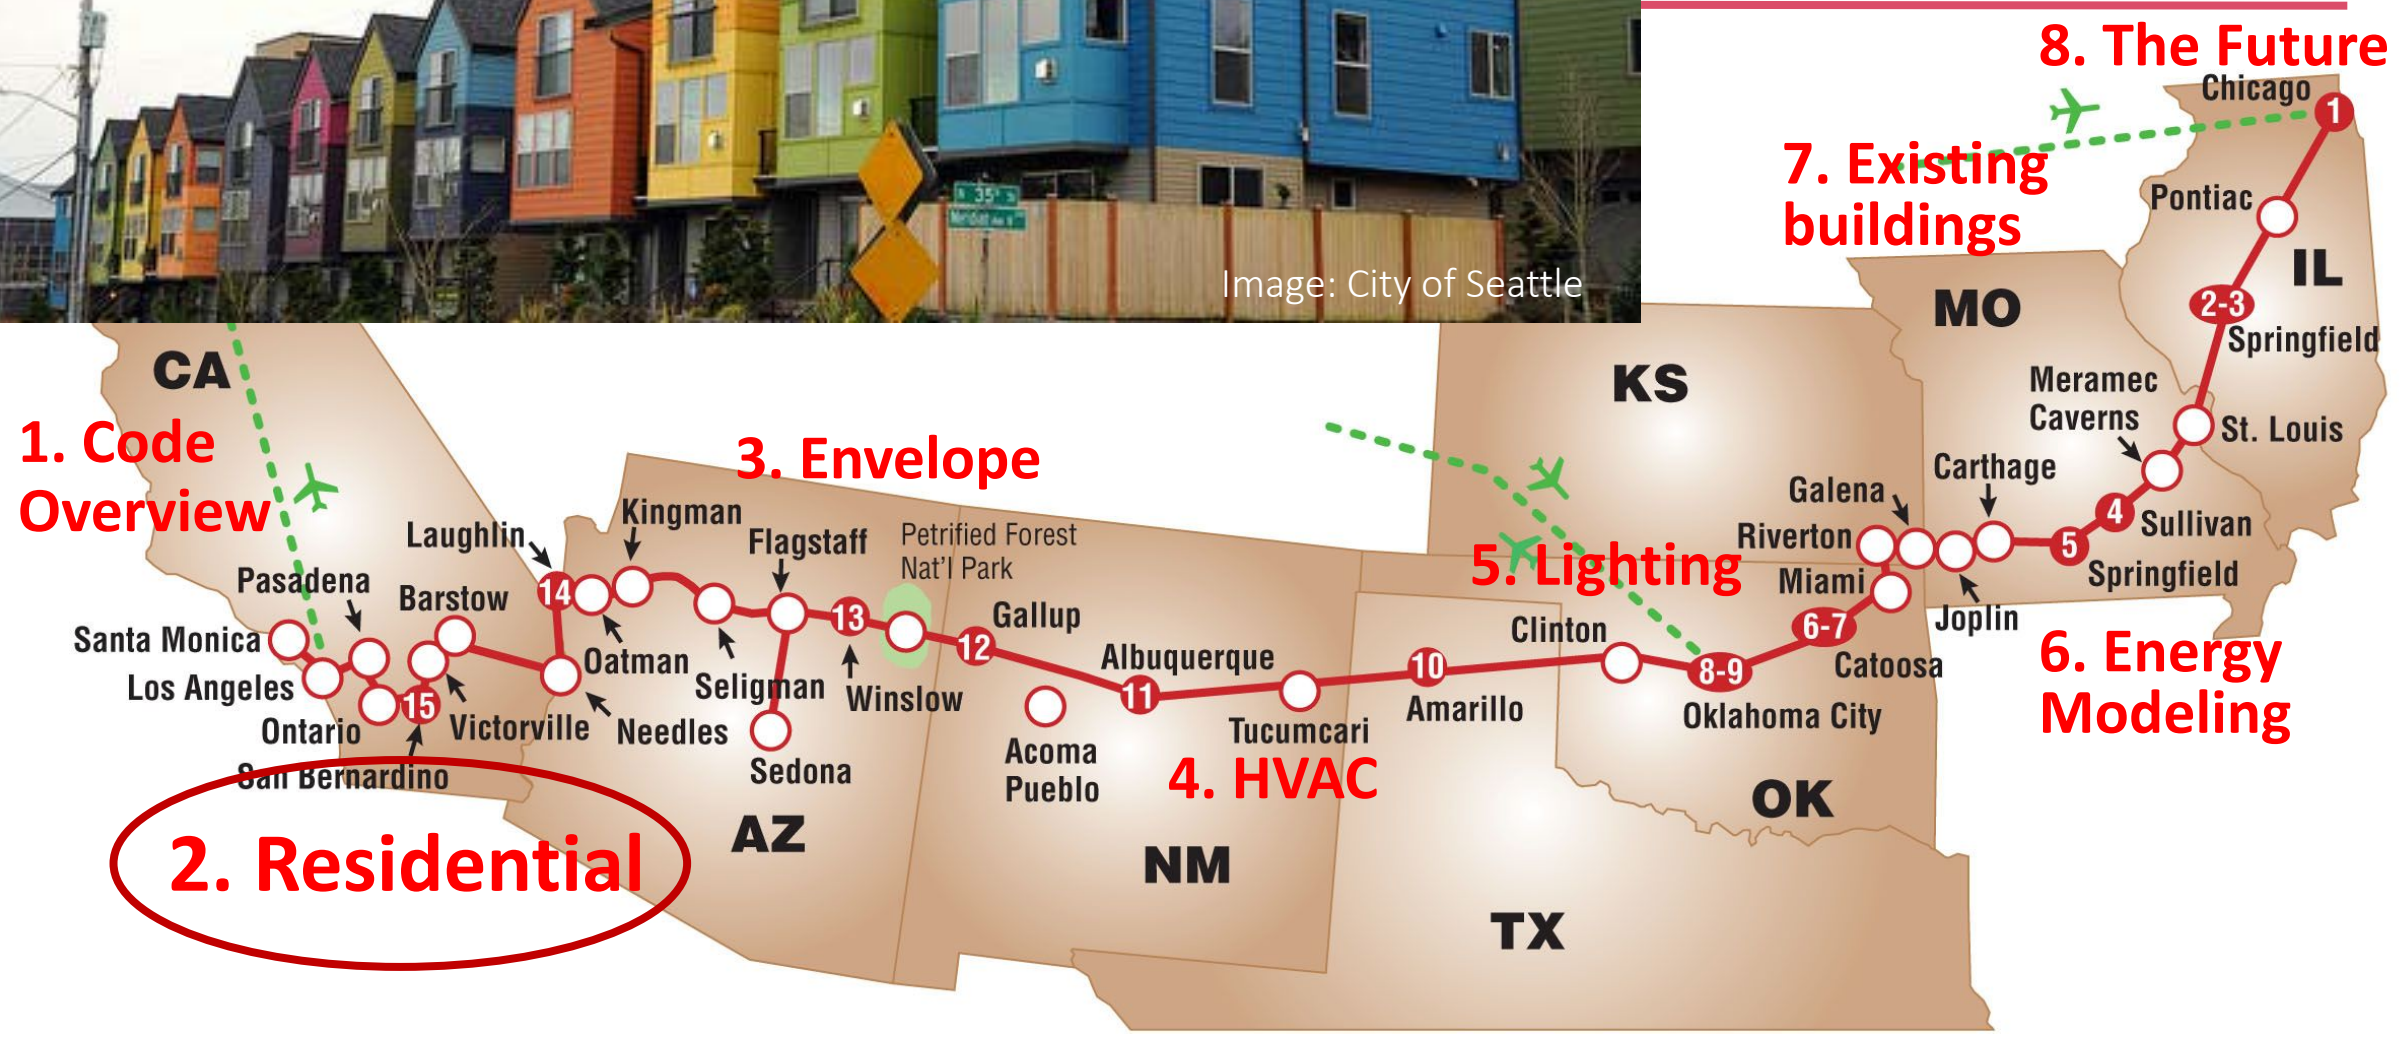 8. The Future
Chicago
1
7. Existing
buildings
Pontiac
IL
N 35th St
Image: City of Seattle
MO
2-3
Springfield
CA
KS
Meramec
Caverns
St. Louis
1. Code
Overview
3. Envelope
Carthage
Galena
Kingman
Laughlin
Flagstaff
Petrified Forest
Nat'l Park
4
Sullivan
Riverton
5
Springfield
5. Lighting
Miami
Pasadena
Barstow
14
13
Gallup
12
Clinton
6-7
Joplin
Santa Monica
Los Angeles
Oatman
Seligman
Winslow
Albuquerque
10
8-9
Catoosa
6. Energy
Modeling
11
15
Ontario
Victorville
Needles
Amarillo
Oklahoma City
San Bernardino
Sedona
Acoma
Pueblo
Tucumcari
4. HVAC
OK
AZ
2. Residential
NM
TX